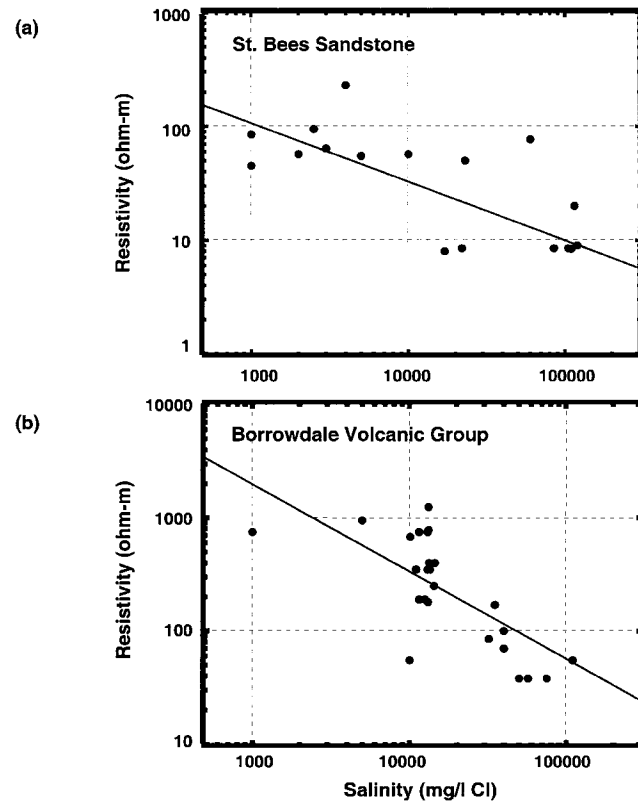 (a)
St. Bees Sandstone
1000
100
10
1
Resistivity (ohm-m)
1000 10000 100000
(b)
Borrowdale Volcanic Group
10000
1000
100
10
Resistivity (ohm-m)
1000 10000 100000
Salinity (mg/l Cl)